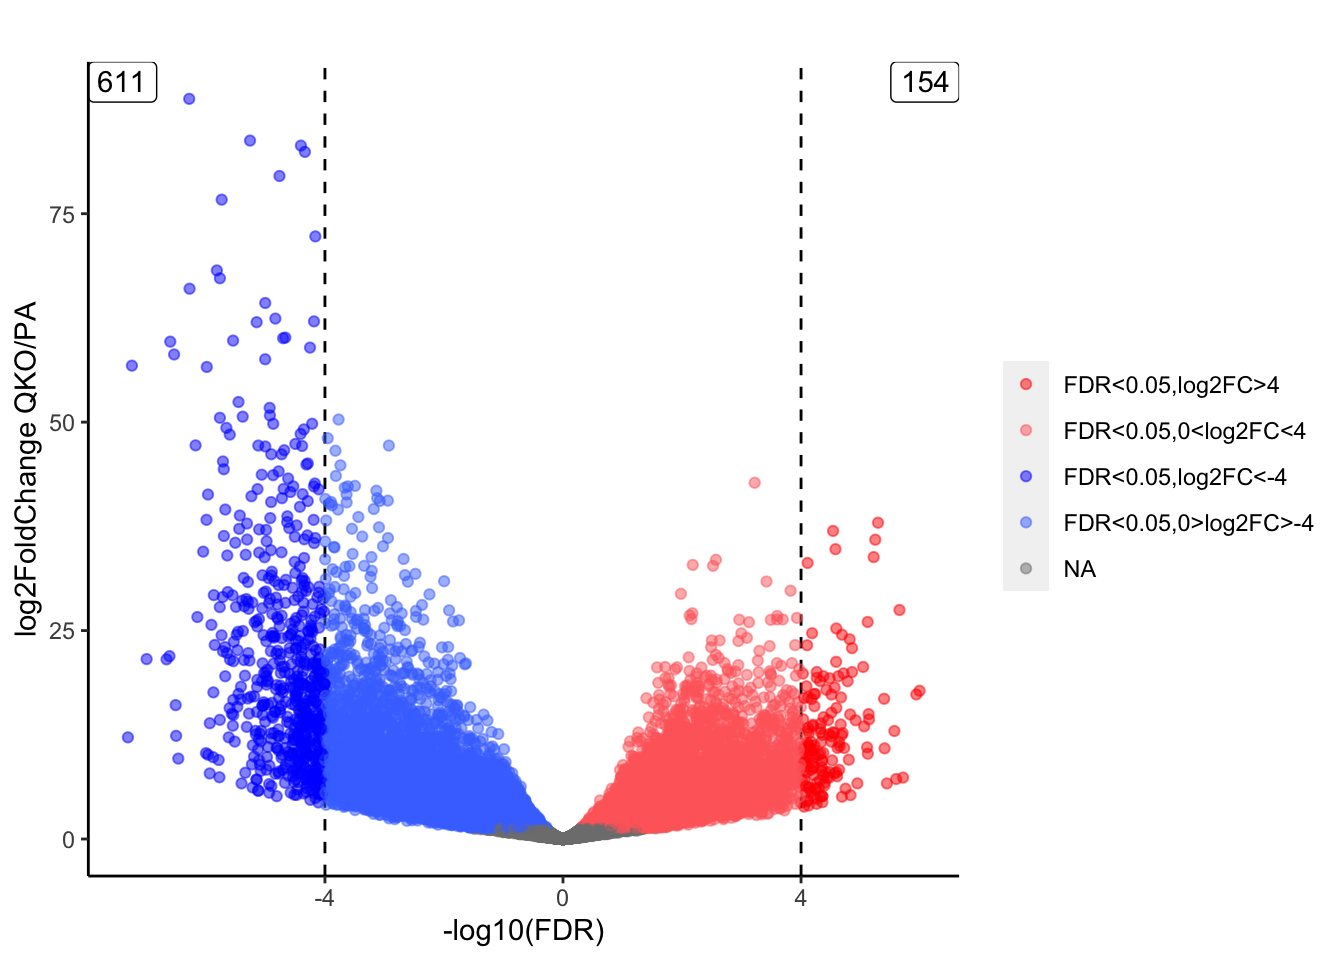 611
154
75
50
25
0
log2FoldChange QKO/PA
-4
0
4
-log10(FDR)
FDR<0.05,log2FC>4
FDR<0.05,0<log2FC<4
FDR<0.05,log2FC<-4
FDR<0.05,0>log2FC>-4
NA